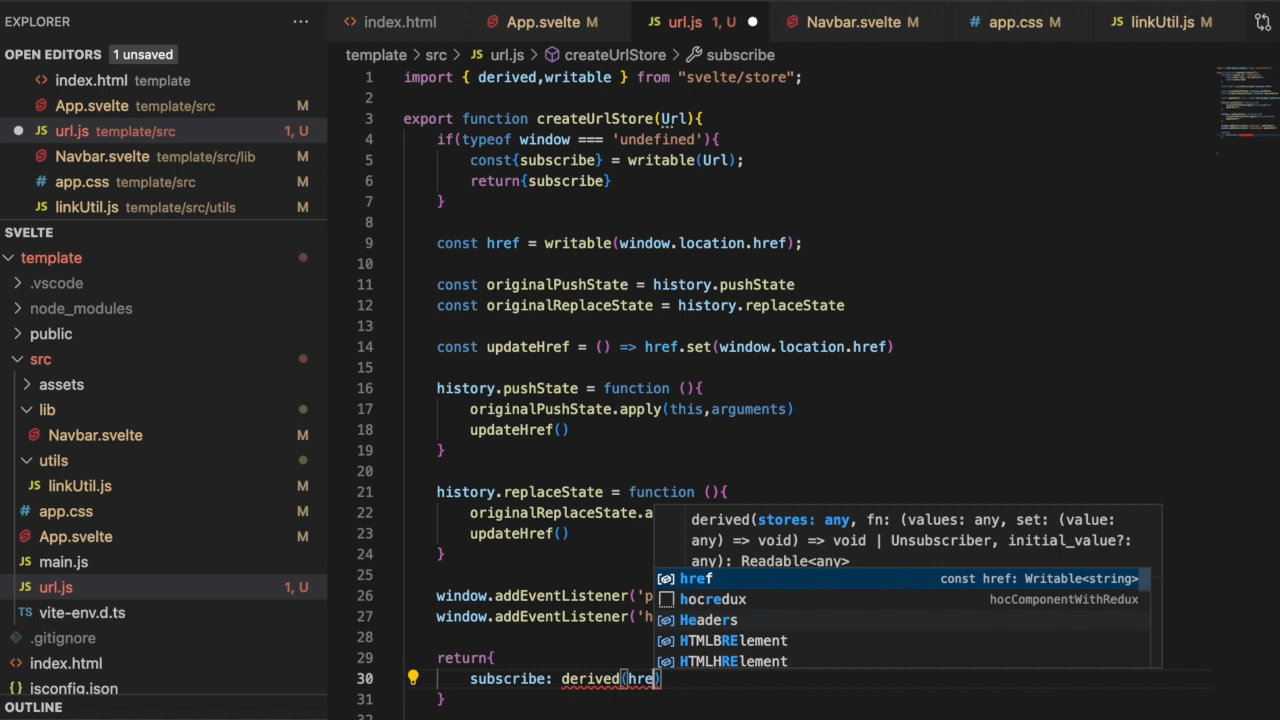 EXPLORER
index.html
App.svelte M
JS url.js 1, U
Navbar.svelte M
# app.css M
JS linkUtil.js M
OPEN EDITORS 1 unsaved
index.html template
App.svelte template/src M
JS url.js template/src 1, U
Navbar.svelte template/src/lib M
# app.css template/src M
JS linkUtil.js template/src/utils M
SVELTE
template
.vscode
node_modules
public
src
assets
lib
Navbar.svelte M
utils
JS linkUtil.js M
# app.css M
App.svelte M
JS main.js
JS url.js 1, U
TS vite-env.d.ts
.gitignore
index.html
{} jsconfig.json
OUTLINE
template > src > JS url.js > createUrlStore > subscribe
1 import { derived,writable } from "svelte/store";
2
3 export function createUrlStore(Url){
4 if(typeof window === 'undefined'){
5 const{subscribe} = writable(Url);
6 return{subscribe}
7 }
8
9 const href = writable(window.location.href);
10
11 const originalPushState = history.pushState
12 const originalReplaceState = history.replaceState
13
14 const updateHref = () => href.set(window.location.href)
15
16 history.pushState = function (){
17 originalPushState.apply(this,arguments)
18 updateHref()
19 }
20
21 history.replaceState = function (){
22 originalReplaceState.a
23 updateHref()
24 }
25
26 window.addEventListener('p
27 window.addEventListener('h
28
29 return{
30 subscribe: derived(hre)
31 }
32
derived(stores: any, fn: (values: any, set: (value:
any) => void) => void | Unsubscriber, initial_value?:
any): Readable<any>
href const href: Writable<string>
hocredux hocComponentWithRedux
Headers
HTMLBRElement
HTMLHRElement